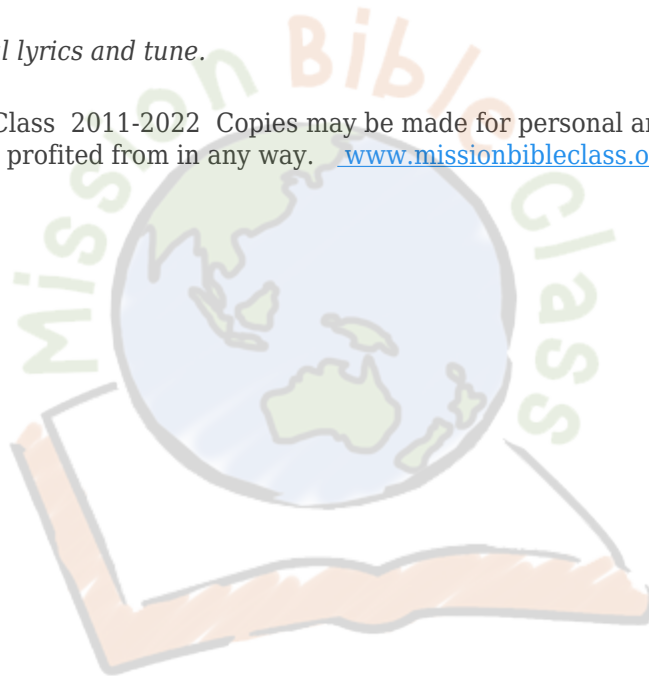 l lyrics and tune.
Class 2011-2022 Copies may be made for personal a
profited from in any way. www.missionbibleclass.o
Mission Bible Class